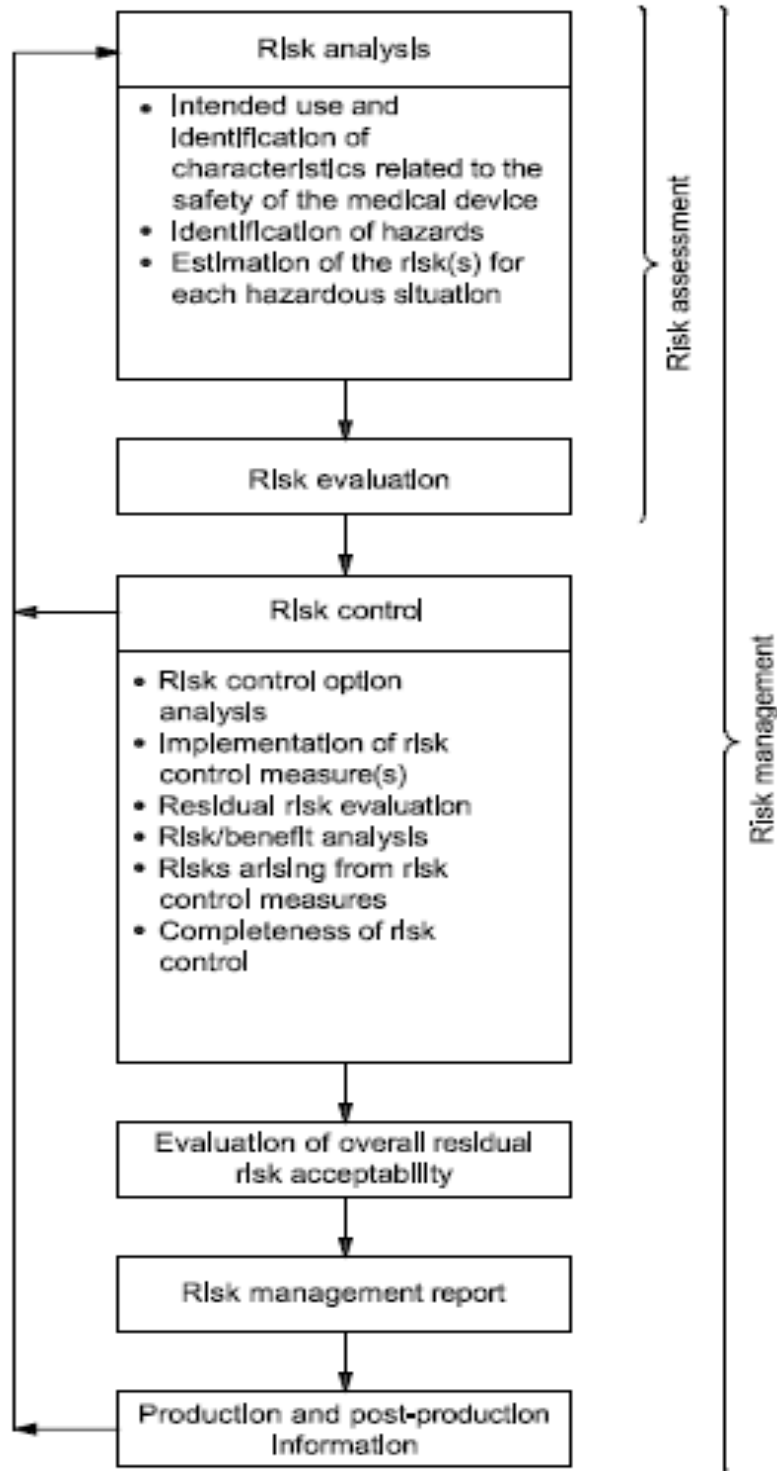 Risk analysis
• Intended use and
identification of
characteristics related to the
safety of the medical device
• Identification of hazards
• Estimation of the risk(s) for
each hazardous situation
Risk evaluation
Risk assessment
Risk control
• Risk control option
analysis
• Implementation of risk
control measure(s)
• Residual risk evaluation
• Risk/benefit analysis
• Risks arising from risk
control measures
• Completeness of risk
control
Evaluation of overall residual
risk acceptability
Risk management report
Production and post-production
information
Risk management